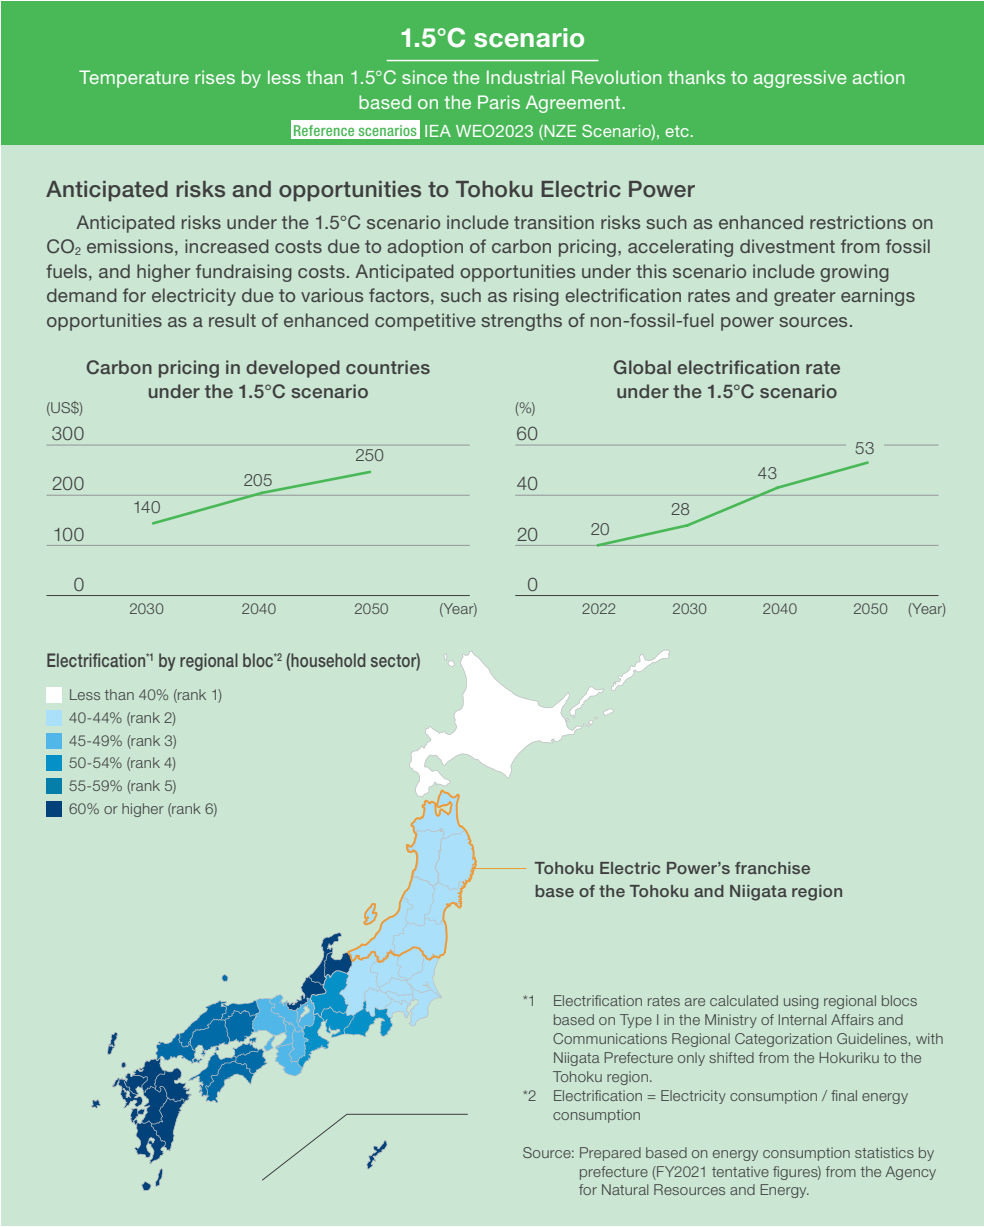 1.5°C scenario
Temperature rises by less than 1.5°C since the Industrial Revolution thanks to aggressive action
based on the Paris Agreement.
Reference scenarios IEA WEO2023 (NZE Scenario), etc.
Anticipated risks and opportunities to Tohoku Electric Power
Anticipated risks under the 1.5°C scenario include transition risks such as enhanced restrictions on
CO₂ emissions, increased costs due to adoption of carbon pricing, accelerating divestment from fossil
fuels, and higher fundraising costs. Anticipated opportunities under this scenario include growing
demand for electricity due to various factors, such as rising electrification rates and greater earnings
opportunities as a result of enhanced competitive strengths of non-fossil-fuel power sources.
Carbon pricing in developed countries
under the 1.5°C scenario
(US$)
300
250
200
205
140
100
0
2030 2040 2050 (Year)
Global electrification rate
under the 1.5°C scenario
(%)
60
53
43
40
28
20
20
0
2022 2030 2040 2050 (Year)
Electrification*1 by regional bloc*2 (household sector)
Less than 40% (rank 1)
40-44% (rank 2)
45-49% (rank 3)
50-54% (rank 4)
55-59% (rank 5)
60% or higher (rank 6)
Tohoku Electric Power's franchise
base of the Tohoku and Niigata region
*1 Electrification rates are calculated using regional blocs
based on Type I in the Ministry of Internal Affairs and
Communications Regional Categorization Guidelines, with
Niigata Prefecture only shifted from the Hokuriku to the
Tohoku region.
*2 Electrification = Electricity consumption / final energy
consumption
Source: Prepared based on energy consumption statistics by
prefecture (FY2021 tentative figures) from the Agency
for Natural Resources and Energy.